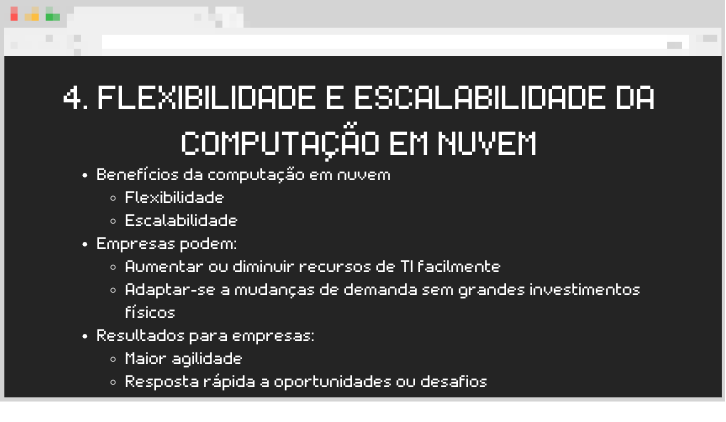 4. FLEXIBILIDADE E ESCALABILIDADE DA
COMPUTAÇÃO EM NUVEM
• Benefícios da computação em nuvem
◦ Flexibilidade
◦ Escalabilidade
• Empresas podem:
◦ Aumentar ou diminuir recursos de TI facilmente
◦ Adaptar-se a mudanças de demanda sem grandes investimentos
físicos
• Resultados para empresas:
◦ Maior agilidade
◦ Resposta rápida a oportunidades ou desafios